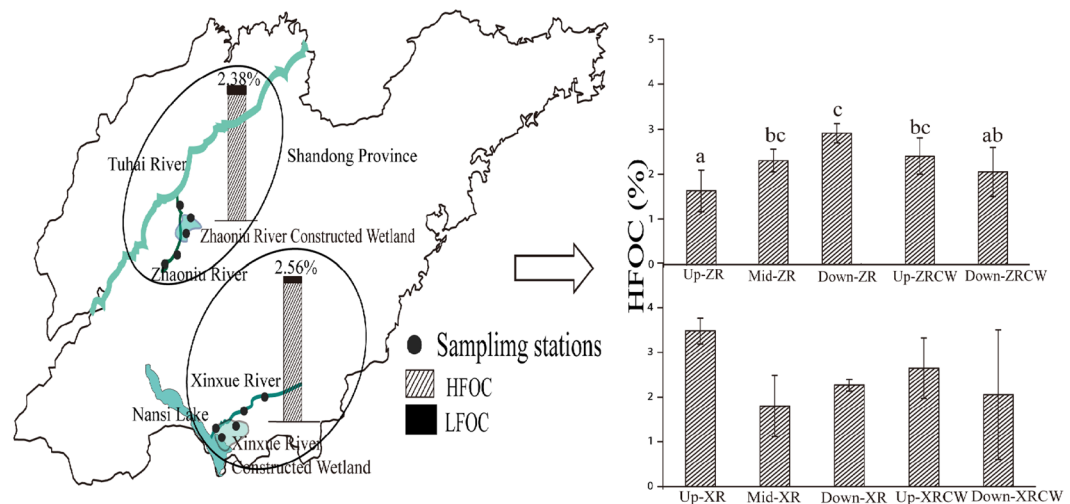 2.38%
Tuhai River
Shandong Province
Zhaoniu River Constructed Wetland
Zhaoniu River
2.56%
Samplimg stations
Xinxue River
HFOC
Nansi Lake
LFOC
Xinxue River
Constructed Wetland
HFOC (%)
5
4
3
2
1
0
a
bc
c
bc
ab
Up-ZR
Mid-ZR
Down-ZR
Up-ZRCW
Down-ZRCW
4
3
2
1
0
Up-XR
Mid-XR
Down-XR
Up-XRCW
Down-XRCW